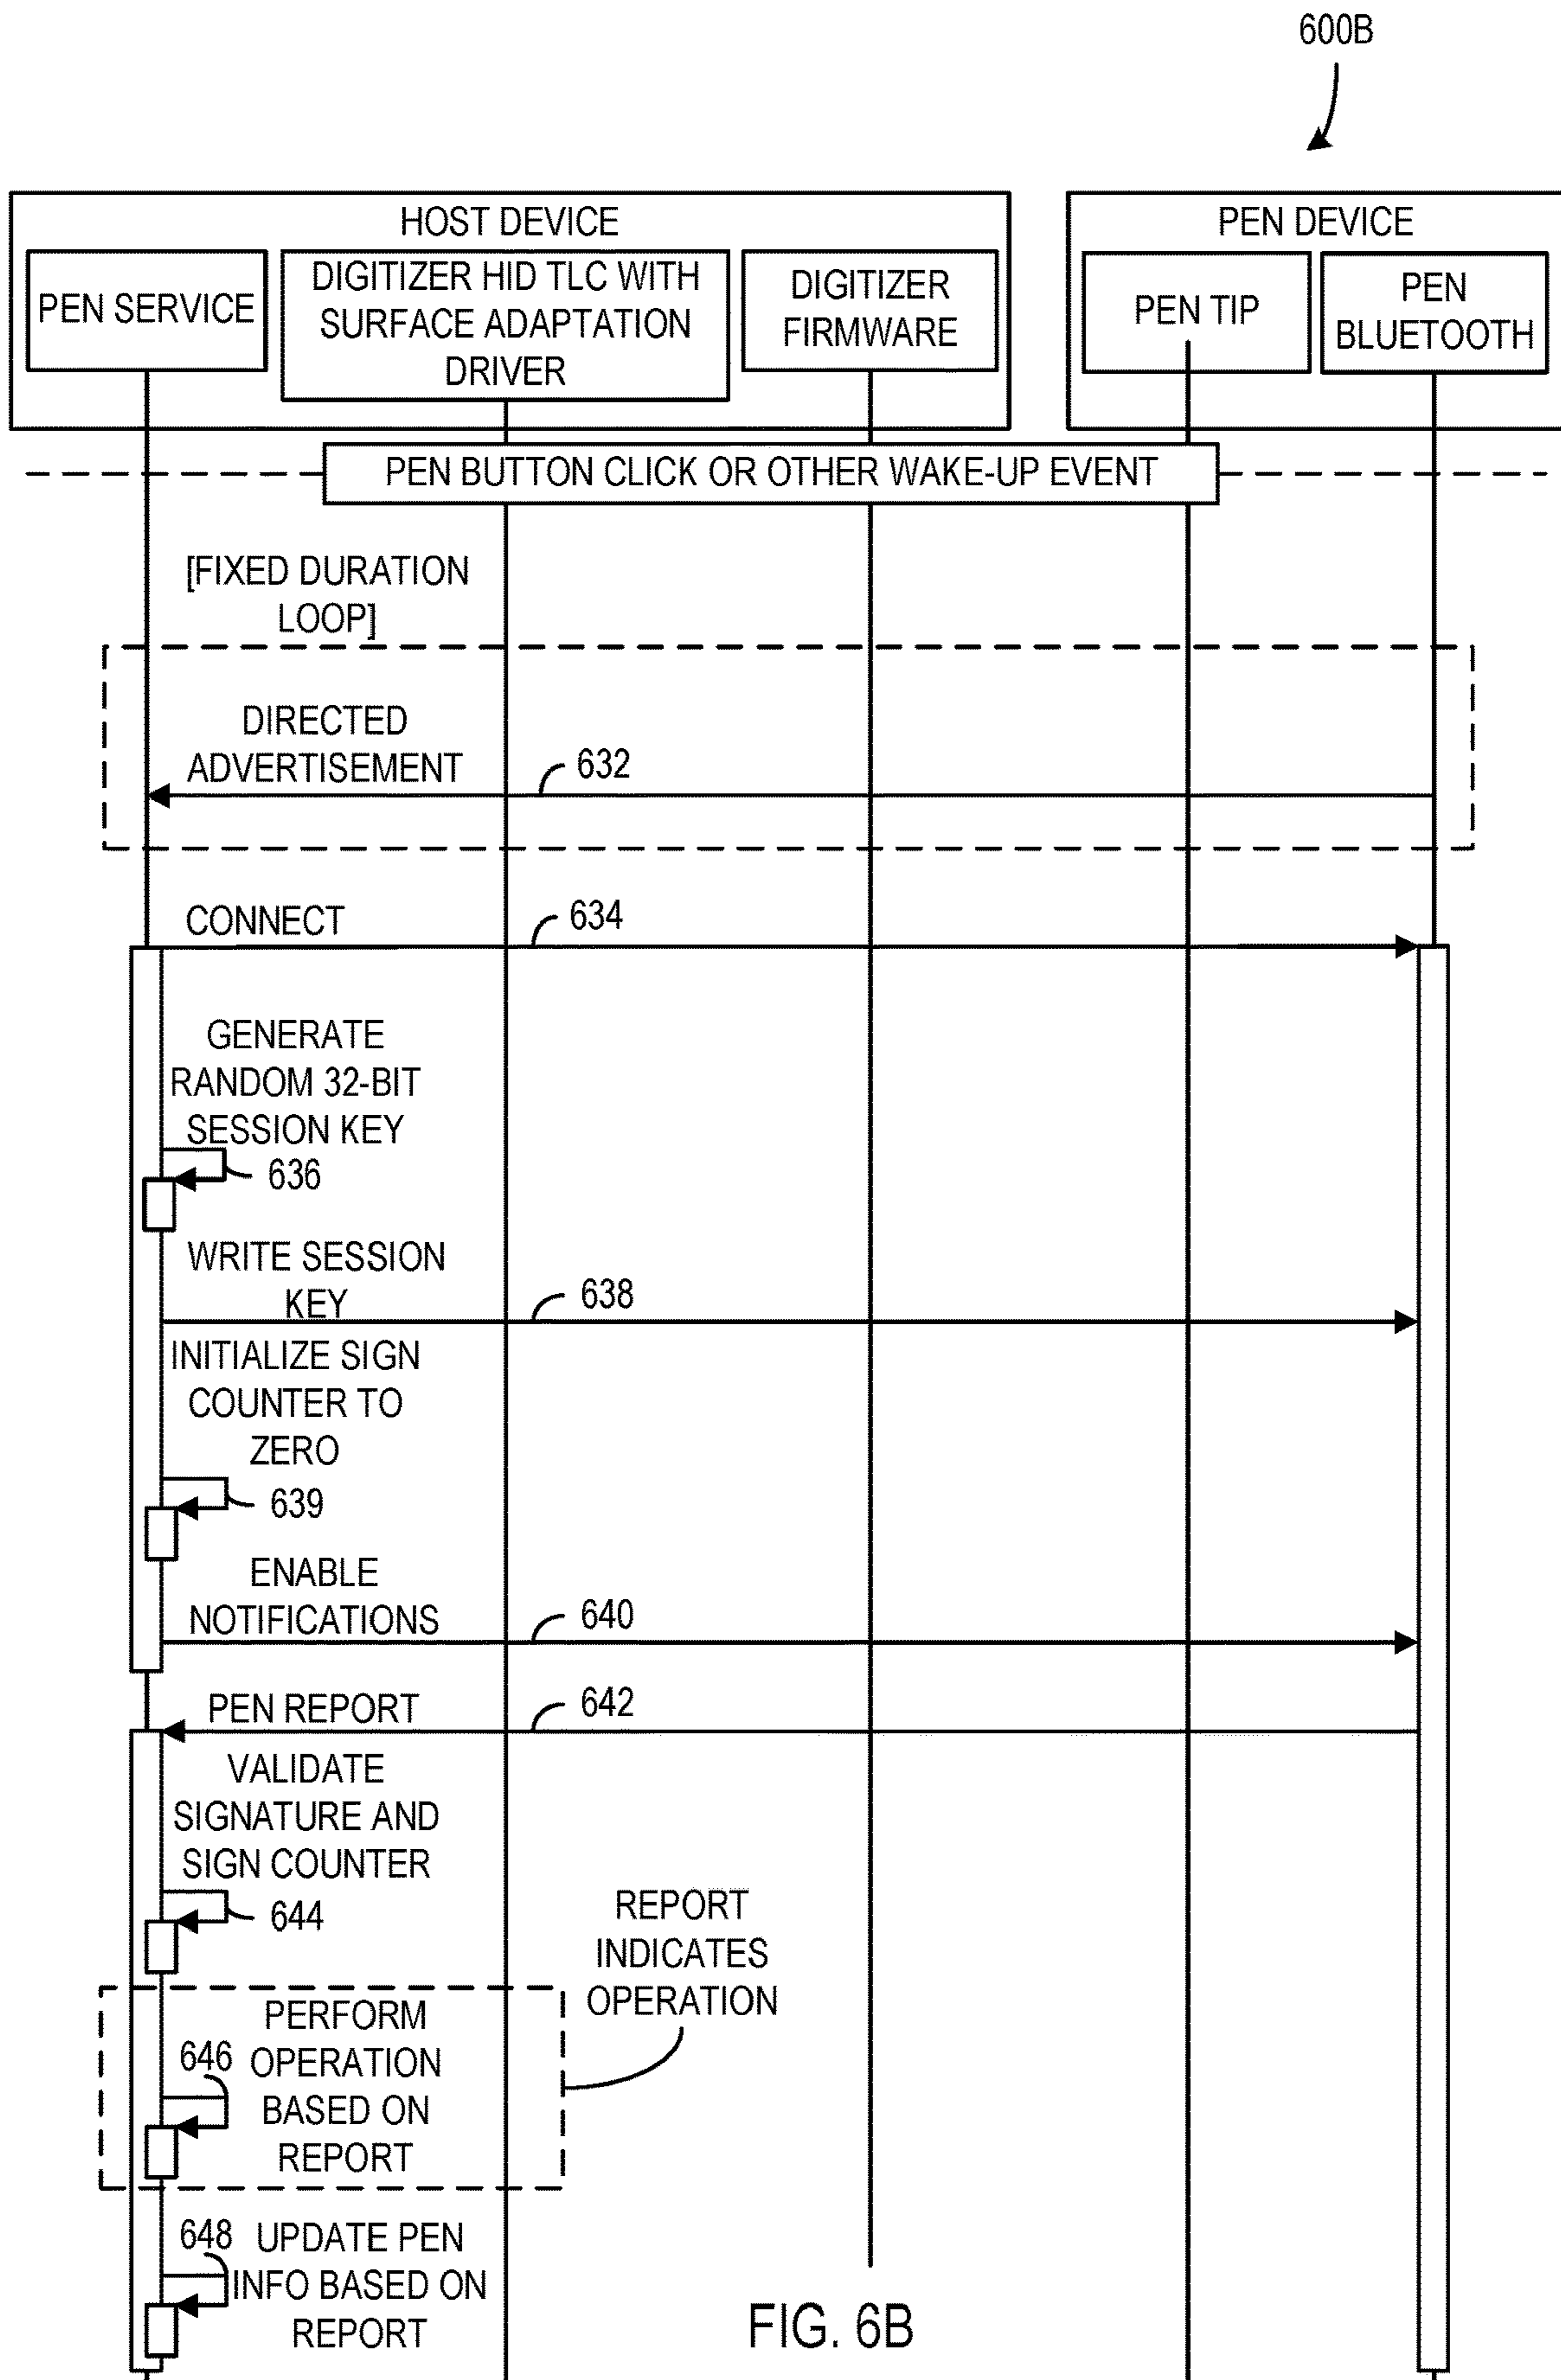 600B
HOST DEVICE
PEN DEVICE
PEN SERVICE
DIGITIZER HID TLC WITH
SURFACE ADAPTATION
DRIVER
DIGITIZER
FIRMWARE
PEN TIP
PEN
BLUETOOTH
PEN BUTTON CLICK OR OTHER WAKE-UP EVENT
[FIXED DURATION
LOOP]
DIRECTED
ADVERTISEMENT
632
CONNECT
634
GENERATE
RANDOM 32-BIT
SESSION KEY
636
WRITE SESSION
KEY
638
INITIALIZE SIGN
COUNTER TO
ZERO
639
ENABLE
NOTIFICATIONS
640
PEN REPORT
642
VALIDATE
SIGNATURE AND
SIGN COUNTER
644
REPORT
INDICATES
OPERATION
PERFORM
OPERATION
BASED ON
REPORT
646
648
UPDATE PEN
INFO BASED ON
REPORT
FIG. 6B